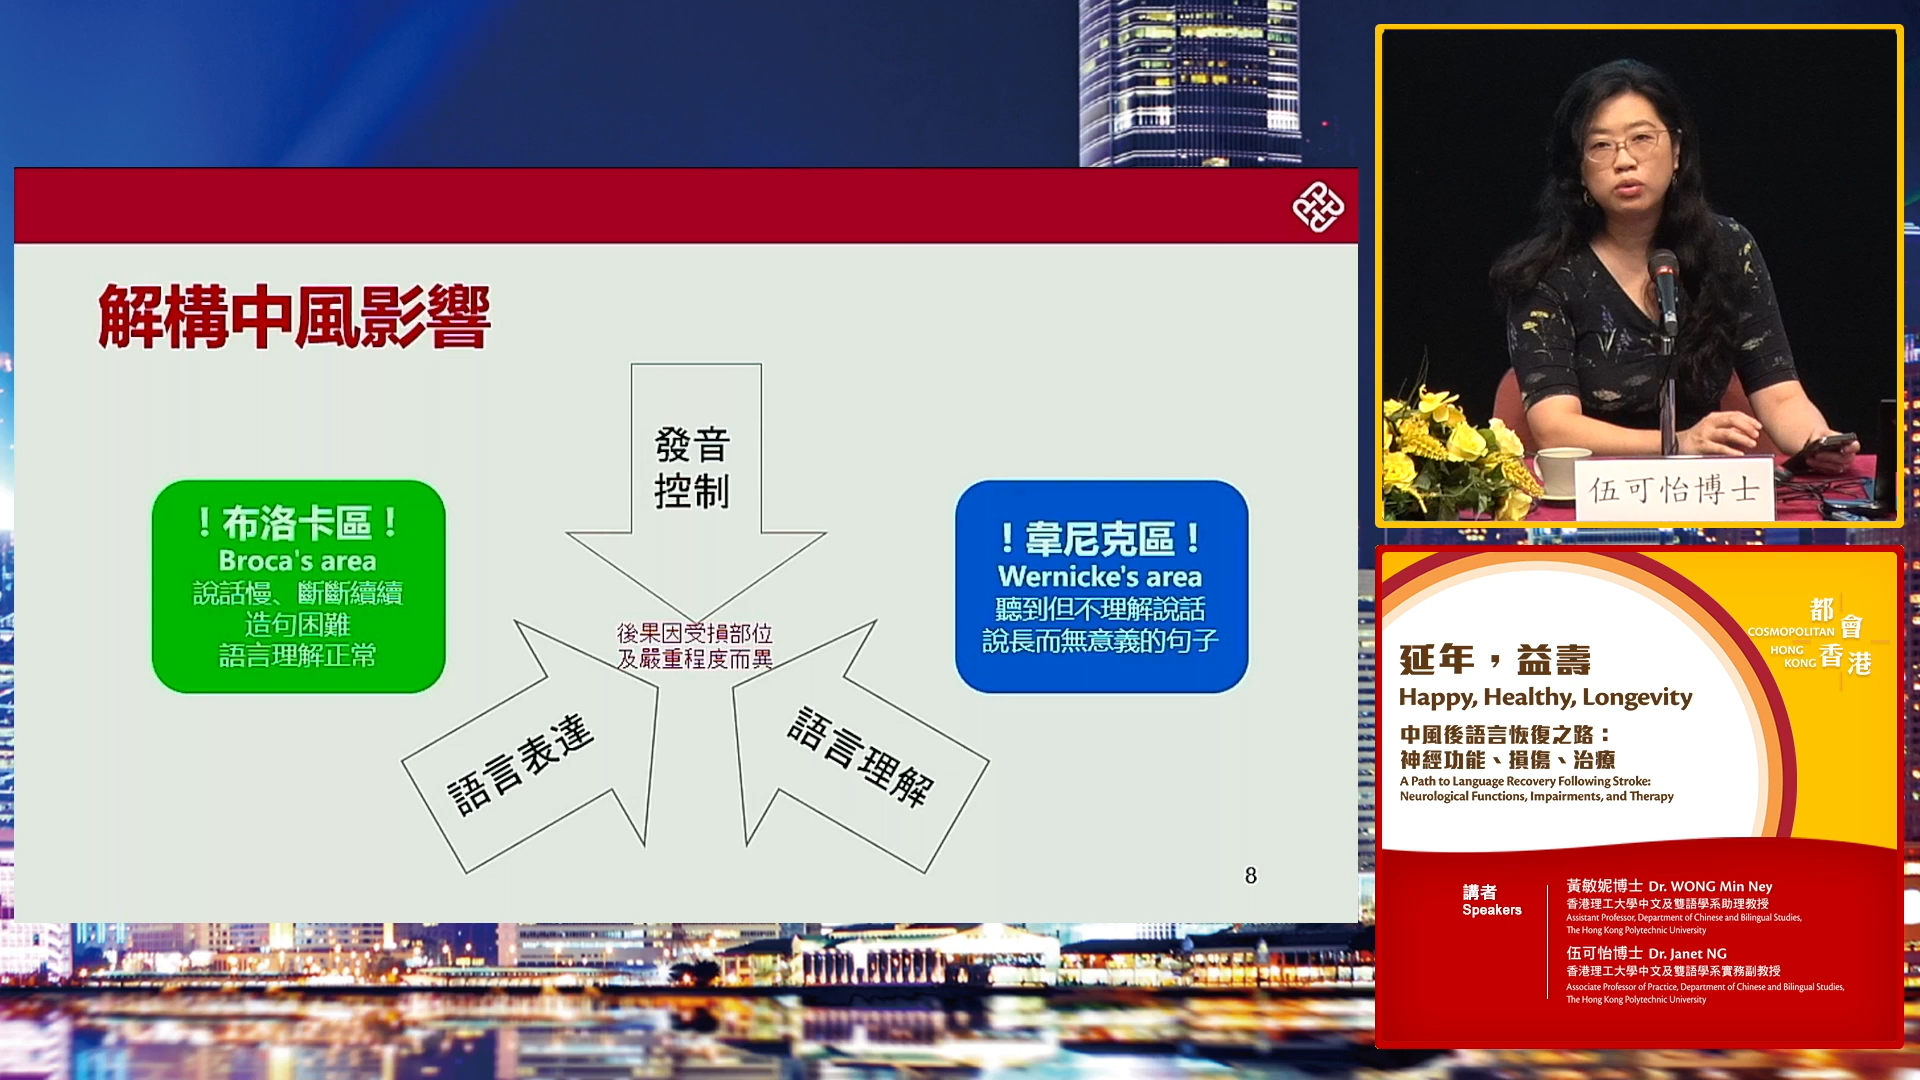 解構中風影響
發音
控制
！布洛卡區！
Broca's area
說話慢、斷斷續續
造句困難
語言理解正常
！韋尼克區！
Wernicke's area
聽到但不理解說話
說長而無意義的句子
後果因受損部位
及嚴重程度而異
語言表達
語言理解
8
伍可怡博士
都會香港
COSMOPOLITAN
HONG
KONG
延年，益壽
Happy, Healthy, Longevity
中風後語言恢復之路：
神經功能、損傷、治療
A Path to Language Recovery Following Stroke:
Neurological Functions, Impairments, and Therapy
講者
Speakers
黃敏妮博士 Dr. WONG Min Ney
香港理工大學中文及雙語學系助理教授
Assistant Professor, Department of Chinese and Bilingual Studies,
The Hong Kong Polytechnic University
伍可怡博士 Dr. Janet NG
香港理工大學中文及雙語學系實務副教授
Associate Professor of Practice, Department of Chinese and Bilingual Studies,
The Hong Kong Polytechnic University